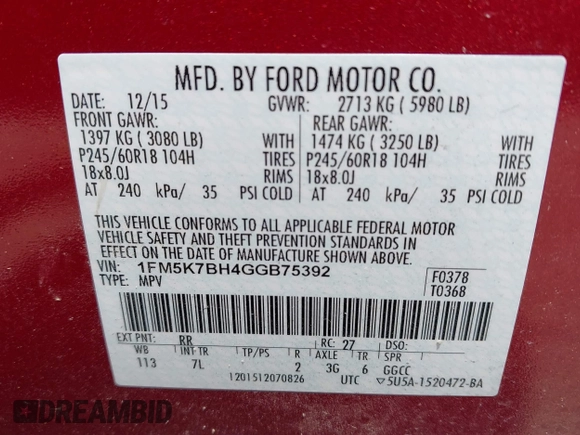 MFD. BY FORD MOTOR CO.
DATE: 12/15 GVWR: 2713 KG ( 5980 LB)
FRONT GAWR: REAR GAWR:
1397 KG ( 3080 LB) WITH 1474 KG ( 3250 LB) WITH
P245/60R18 104H TIRES P245/60R18 104H TIRES
18x8.0J RIMS 18x8.0J RIMS
AT 240 kPa/ 35 PSI COLD AT 240 kPa/ 35 PSI COLD
THIS VEHICLE CONFORMS TO ALL APPLICABLE FEDERAL MOTOR
VEHICLE SAFETY AND THEFT PREVENTION STANDARDS IN
EFFECT ON THE DATE OF MANUFACTURE SHOWN ABOVE.
VIN: 1FM5K7BH4GGB75392 F0378
TYPE: MPV T0368
EXT PNT: RR RC: 27 DSO:
WB INT TR TP/PS R AXLE TR SPR
113 7L 2 3G 6 GGCC
1201512070826 UTC 5U5A-1520472-BA
DREAMBID